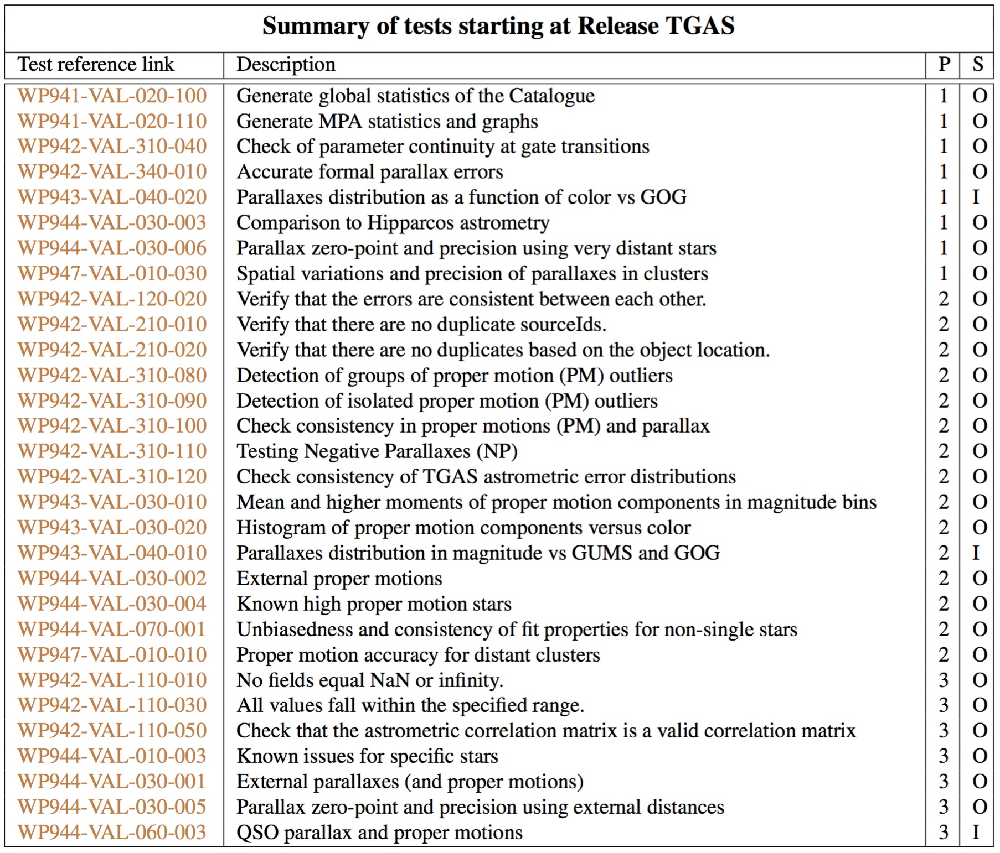 Summary of tests starting at Release TGAS
Test reference link Description P S
WP941-VAL-020-100 Generate global statistics of the Catalogue 1 O
WP941-VAL-020-110 Generate MPA statistics and graphs 1 O
WP942-VAL-310-040 Check of parameter continuity at gate transitions 1 O
WP942-VAL-340-010 Accurate formal parallax errors 1 O
WP943-VAL-040-020 Parallaxes distribution as a function of color vs GOG 1 I
WP944-VAL-030-003 Comparison to Hipparcos astrometry 1 O
WP944-VAL-030-006 Parallax zero-point and precision using very distant stars 1 O
WP947-VAL-010-030 Spatial variations and precision of parallaxes in clusters 1 O
WP942-VAL-120-020 Verify that the errors are consistent between each other. 2 O
WP942-VAL-210-010 Verify that there are no duplicate sourceIds. 2 O
WP942-VAL-210-020 Verify that there are no duplicates based on the object location. 2 O
WP942-VAL-310-080 Detection of groups of proper motion (PM) outliers 2 O
WP942-VAL-310-090 Detection of isolated proper motion (PM) outliers 2 O
WP942-VAL-310-100 Check consistency in proper motions (PM) and parallax 2 O
WP942-VAL-310-110 Testing Negative Parallaxes (NP) 2 O
WP942-VAL-310-120 Check consistency of TGAS astrometric error distributions 2 O
WP943-VAL-030-010 Mean and higher moments of proper motion components in magnitude bins 2 O
WP943-VAL-030-020 Histogram of proper motion components versus color 2 O
WP943-VAL-040-010 Parallaxes distribution in magnitude vs GUMS and GOG 2 I
WP944-VAL-030-002 External proper motions 2 O
WP944-VAL-030-004 Known high proper motion stars 2 O
WP944-VAL-070-001 Unbiasedness and consistency of fit properties for non-single stars 2 O
WP947-VAL-010-010 Proper motion accuracy for distant clusters 2 O
WP942-VAL-110-010 No fields equal NaN or infinity. 3 O
WP942-VAL-110-030 All values fall within the specified range. 3 O
WP942-VAL-110-050 Check that the astrometric correlation matrix is a valid correlation matrix 3 O
WP944-VAL-010-003 Known issues for specific stars 3 O
WP944-VAL-030-001 External parallaxes (and proper motions) 3 O
WP944-VAL-030-005 Parallax zero-point and precision using external distances 3 O
WP944-VAL-060-003 QSO parallax and proper motions 3 I